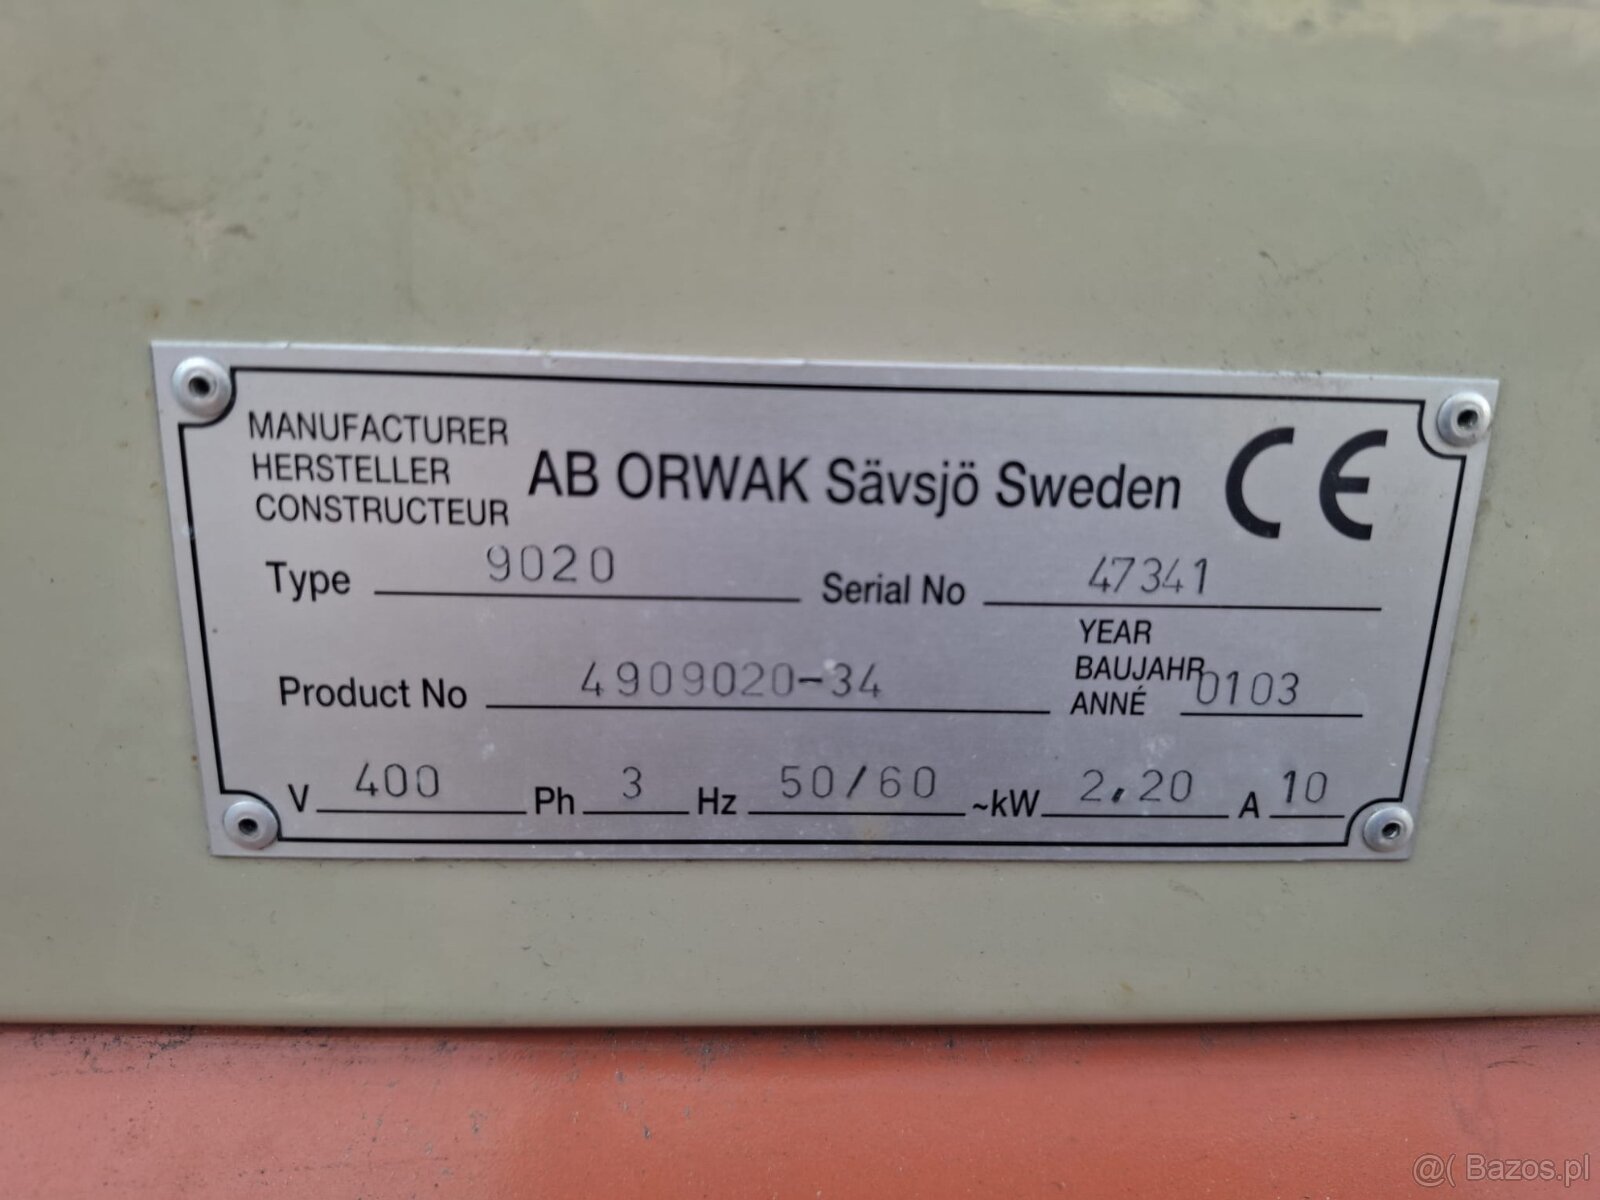 MANUFACTURER
HERSTELLER
CONSTRUCTEUR
AB ORWAK Sävsjö Sweden CE
Type 9020 Serial No 47341
Product No 4909020-34
YEAR
BAUJAHR
ANNÉ 0103
V 400 Ph 3 Hz 50/60 ~kW 2,20 A 10
@( Bazos.pl